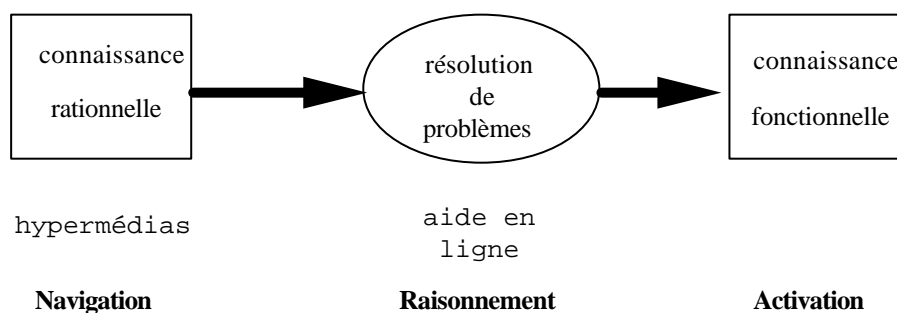 connaissance
rationnelle
résolution
de
problèmes
connaissance
fonctionnelle
hypermédias
aide en
ligne
Navigation
Raisonnement
Activation